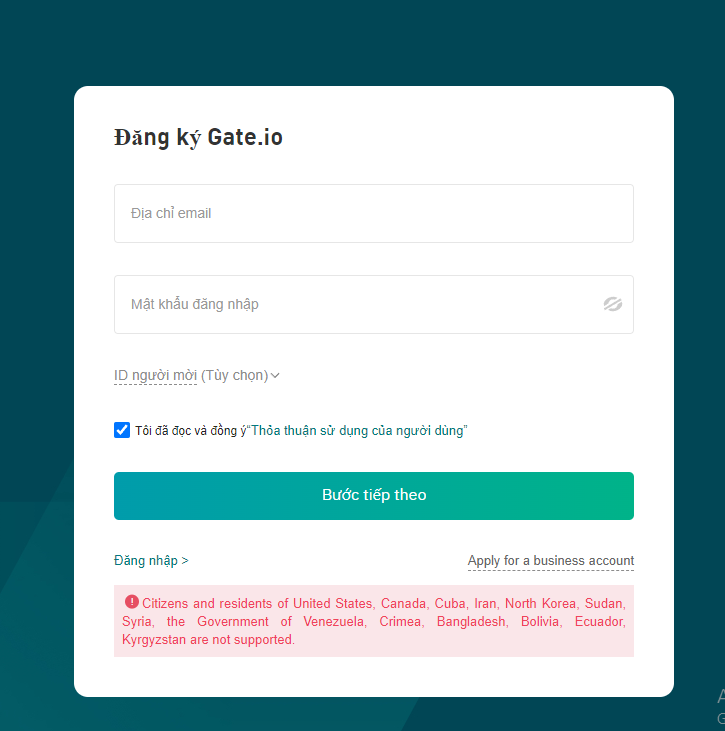 Đăng ký Gate.io
Địa chỉ email
Mật khẩu đăng nhập
ID người mời (Tùy chọn)
Tôi đã đọc và đồng ý“Thỏa thuận sử dụng của người dùng”
Bước tiếp theo
Đăng nhập >
Apply for a business account
Citizens and residents of United States, Canada, Cuba, Iran, North Korea, Sudan,
Syria, the Government of Venezuela, Crimea, Bangladesh, Bolivia, Ecuador,
Kyrgyzstan are not supported.